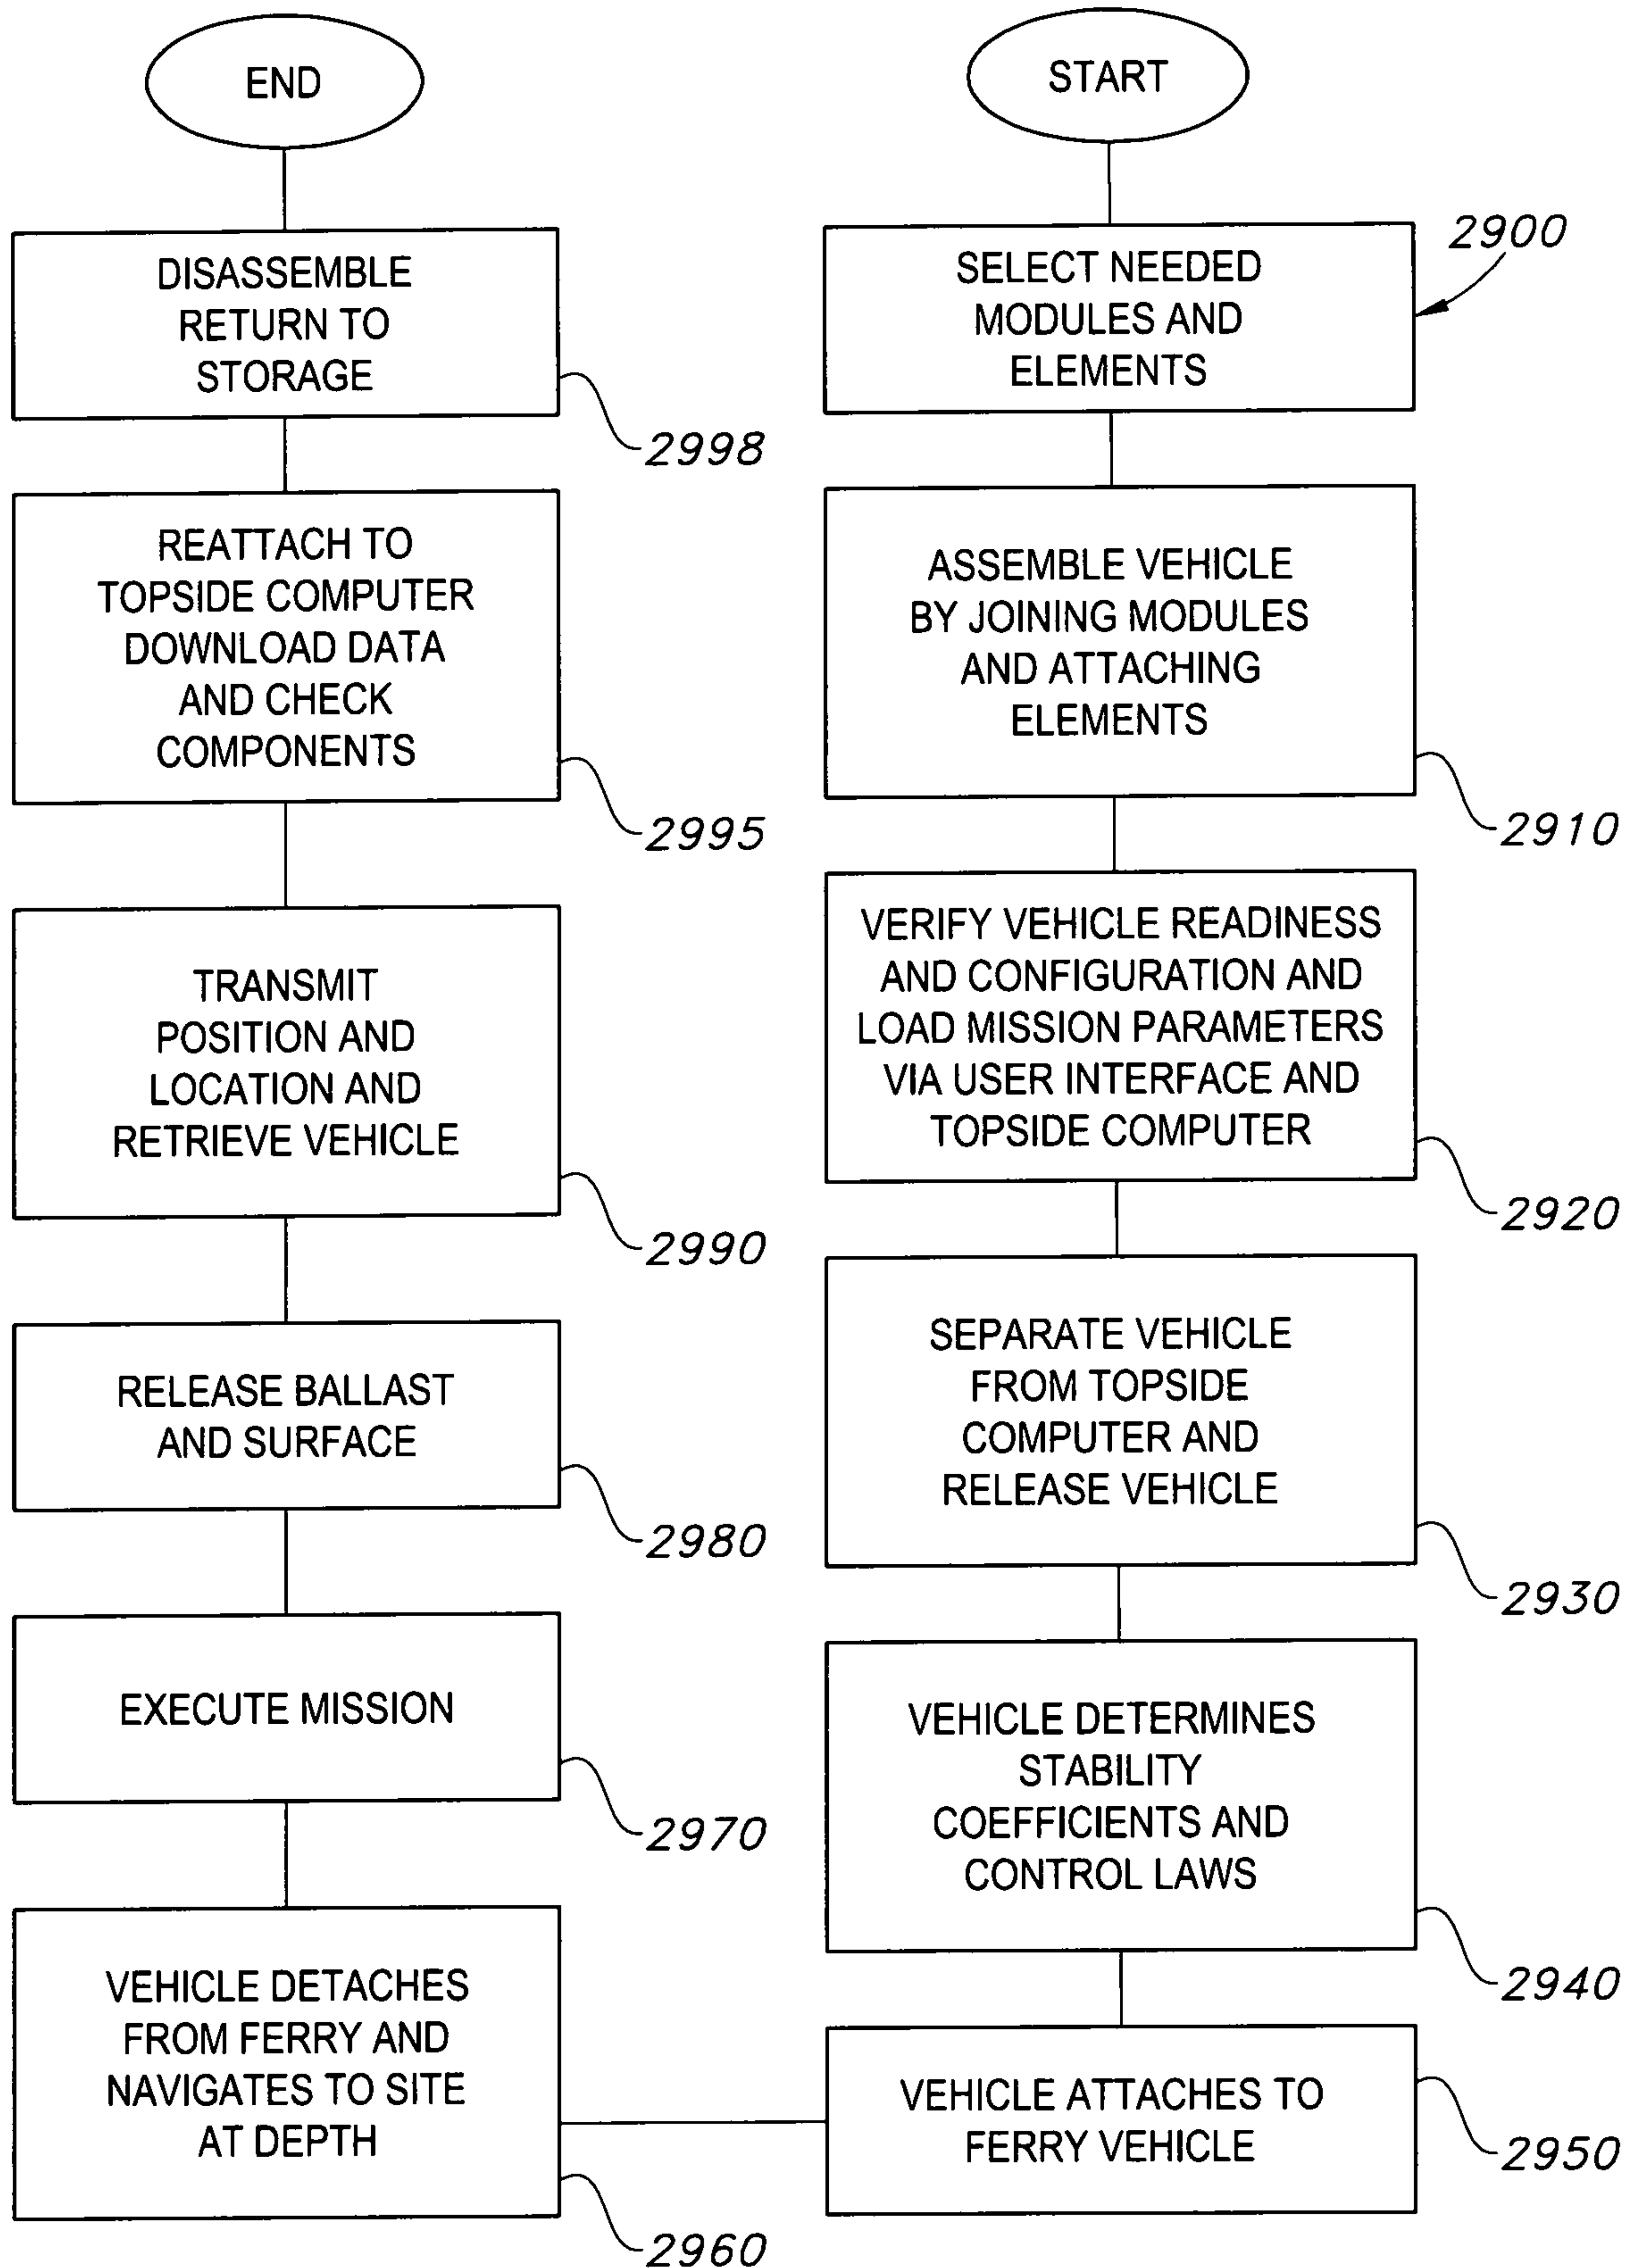 START
2900
SELECT NEEDED
MODULES AND
ELEMENTS
ASSEMBLE VEHICLE
BY JOINING MODULES
AND ATTACHING
ELEMENTS
2910
VERIFY VEHICLE READINESS
AND CONFIGURATION AND
LOAD MISSION PARAMETERS
VIA USER INTERFACE AND
TOPSIDE COMPUTER
2920
SEPARATE VEHICLE
FROM TOPSIDE
COMPUTER AND
RELEASE VEHICLE
2930
VEHICLE DETERMINES
STABILITY
COEFFICIENTS AND
CONTROL LAWS
2940
VEHICLE ATTACHES TO
FERRY VEHICLE
2950
VEHICLE DETACHES
FROM FERRY AND
NAVIGATES TO SITE
AT DEPTH
2960
EXECUTE MISSION
2970
RELEASE BALLAST
AND SURFACE
2980
TRANSMIT
POSITION AND
LOCATION AND
RETRIEVE VEHICLE
2990
REATTACH TO
TOPSIDE COMPUTER
DOWNLOAD DATA
AND CHECK
COMPONENTS
2995
DISASSEMBLE
RETURN TO
STORAGE
2998
END